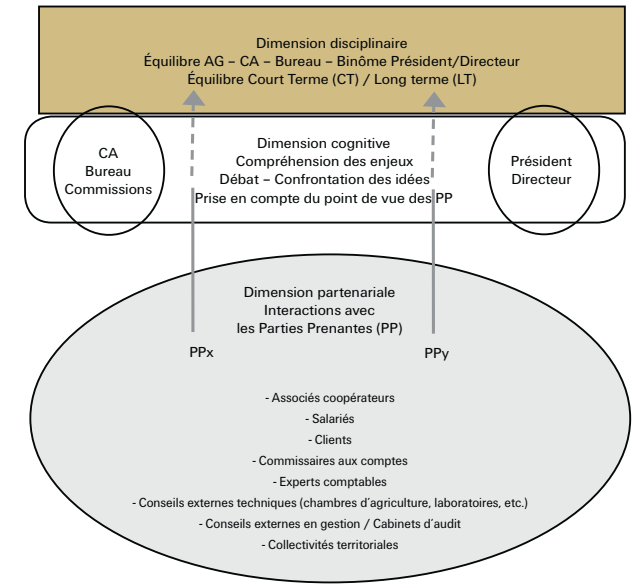 Dimension disciplinaire
Équilibre AG – CA – Bureau – Binôme Président/Directeur
Équilibre Court Terme (CT) / Long terme (LT)
CA
Bureau
Commissions
Dimension cognitive
Compréhension des enjeux
Débat – Confrontation des idées
Prise en compte du point de vue des PP
Président
Directeur
Dimension partenariale
Interactions avec
les Parties Prenantes (PP)
PPx
PPy
- Associés coopérateurs
- Salariés
- Clients
- Commissaires aux comptes
- Experts comptables
- Conseils externes techniques (chambres d'agriculture, laboratoires, etc.)
- Conseils externes en gestion / Cabinets d'audit
- Collectivités territoriales